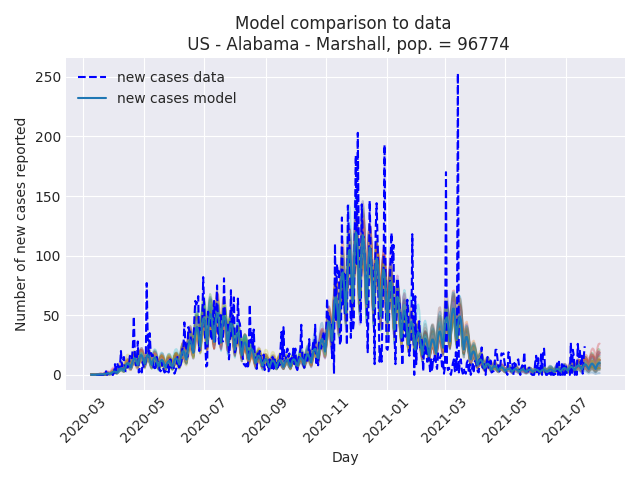 Model comparison to data
US - Alabama - Marshall, pop. = 96774
new cases data
new cases model
Number of new cases reported
250
200
150
100
50
0
2020-03
2020-05
2020-07
2020-09
2020-11
2021-01
2021-03
2021-05
2021-07
Day